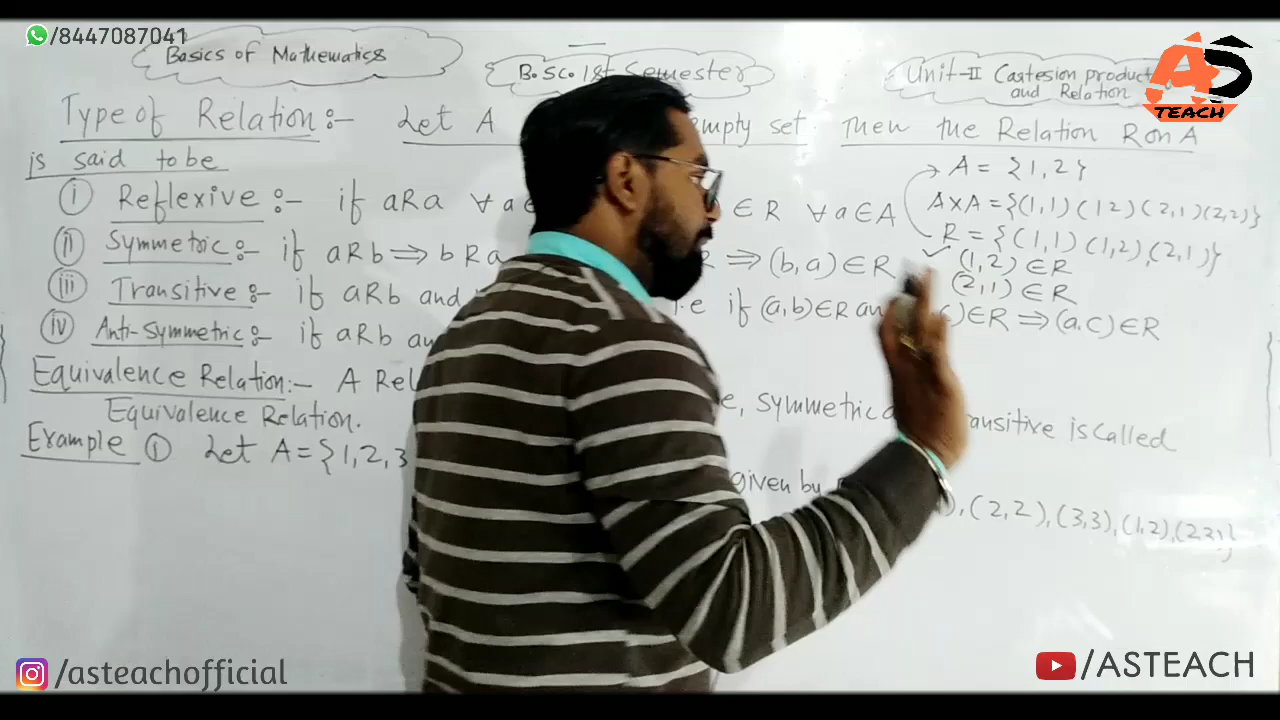 /8447087041
Basics of Mathematics
B.Sc. 1st Semester
Unit-II Cartesion product
and Relation
AS
TEACH
Type of Relation :- Let A empty set. Then the Relation R on A
is said to be
A = {1,2}
AxA = {(1,1) (1 2) (2,1) (2,2)}
(i) Reflexive :- if aRa ∀ a ∈ R ∀ a∈A
R = {(1,1) (1,2), (2,1)}
(ii) Symmetric :- if aRb ⟹ bRa R ⟹ (b,a) ∈ R
(1,2) ∈ R
(2,1) ∈ R
(iii) Transitive :- if aRb and i.e if (a,b)∈R an c)∈R ⟹ (a,c)∈R
(iv) Anti-symmetric :- if aRb
Equivalence Relation :- A Rel e, Symmetric ansitive is called
Equivalence Relation.
Example (1) Let A = {1,2,3 given by ), (2,2), (3,3), (1,2),
/asteachofficial
/ASTEACH